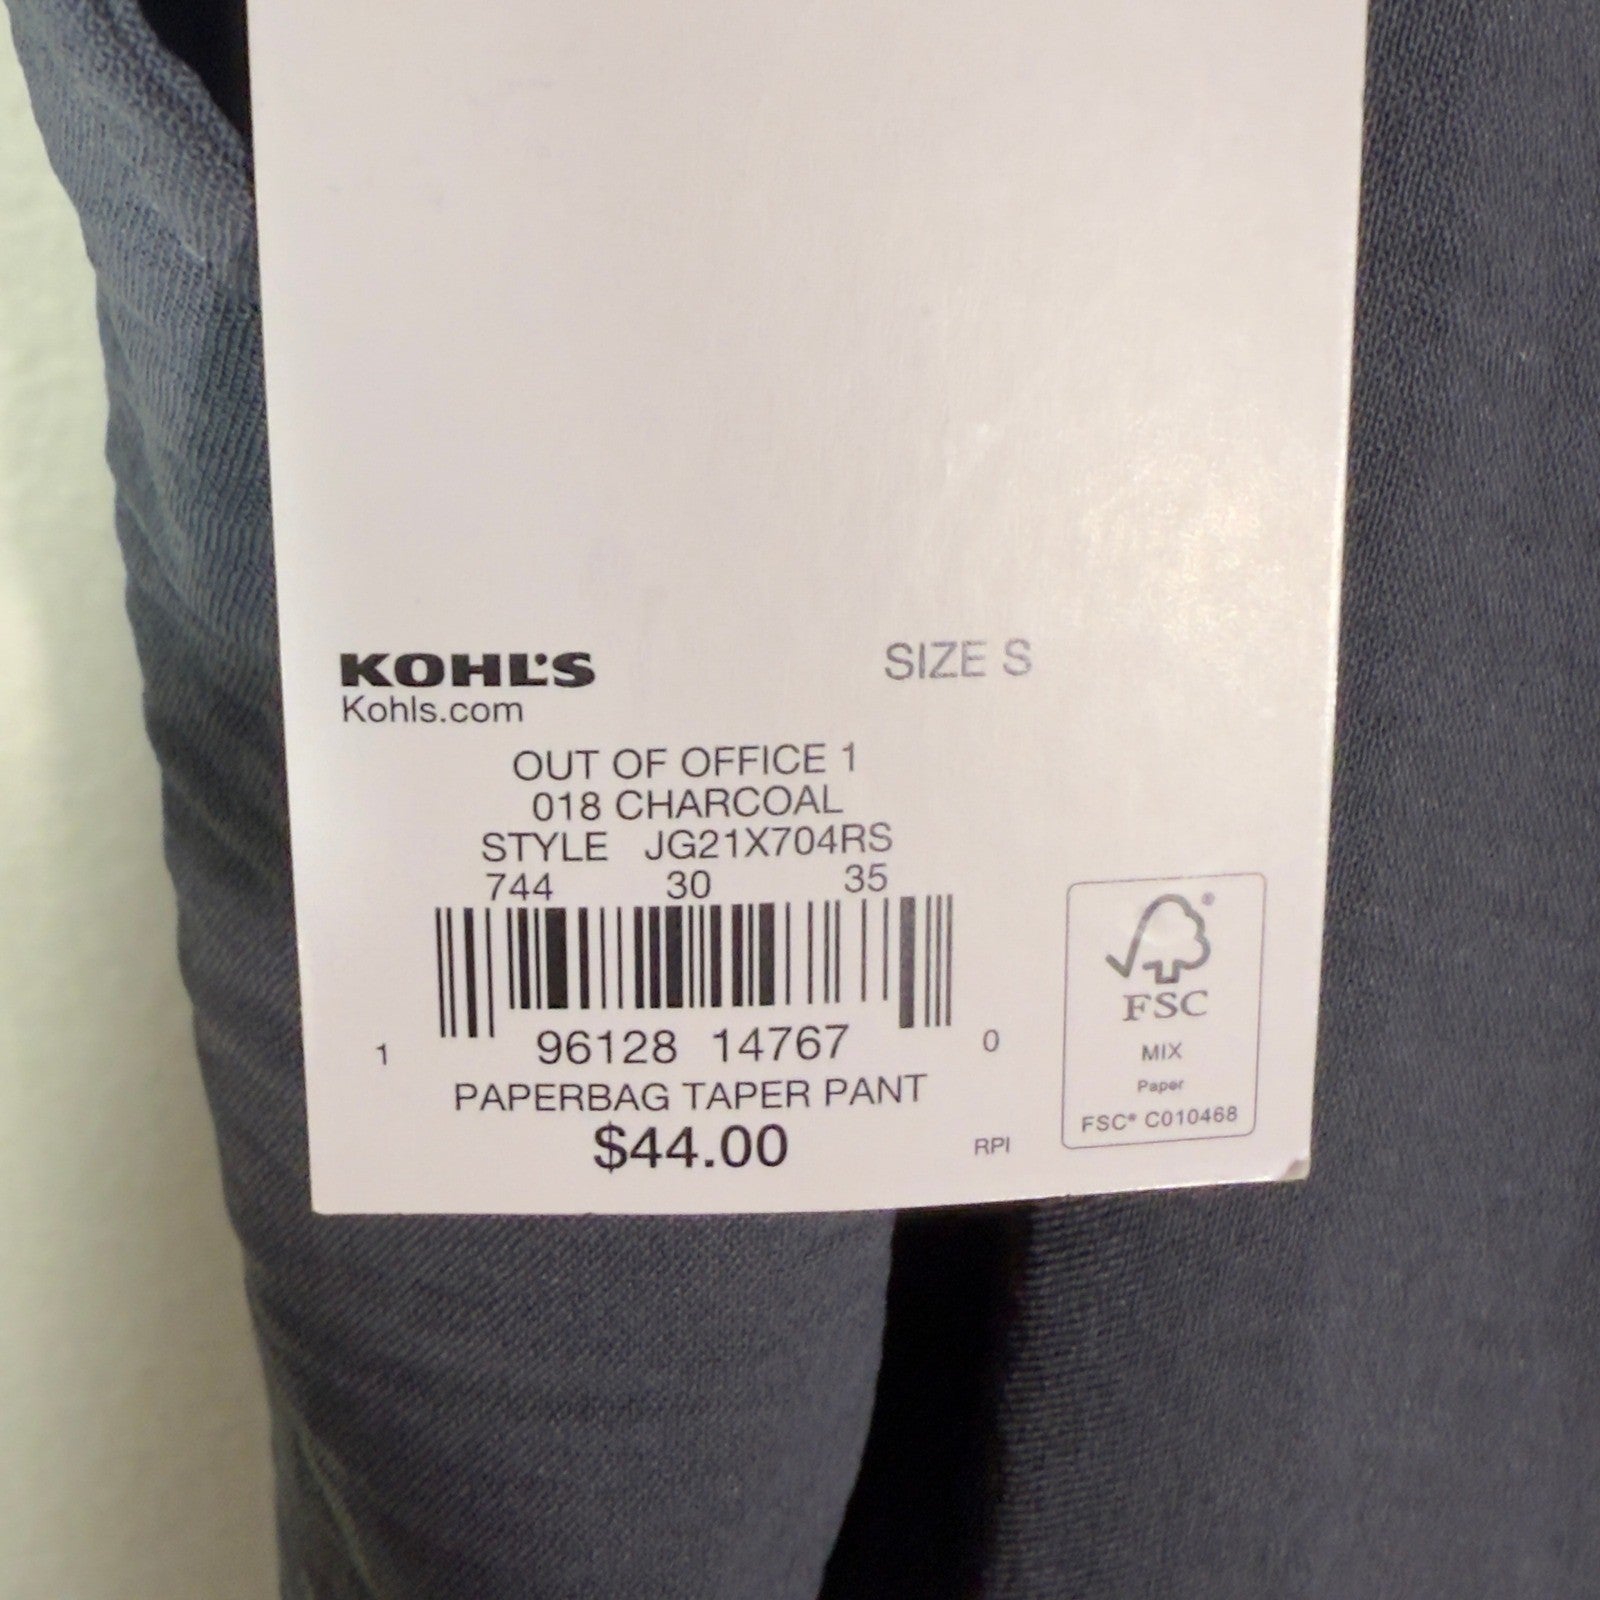 KOHL'S
Kohls.com
SIZE S
OUT OF OFFICE 1
018 CHARCOAL
STYLE JG21X704RS
744 30 35
1 96128 14767 0
PAPERBAG TAPER PANT
$44.00
RPI
®
FSC
MIX
Paper
FSC® C010468